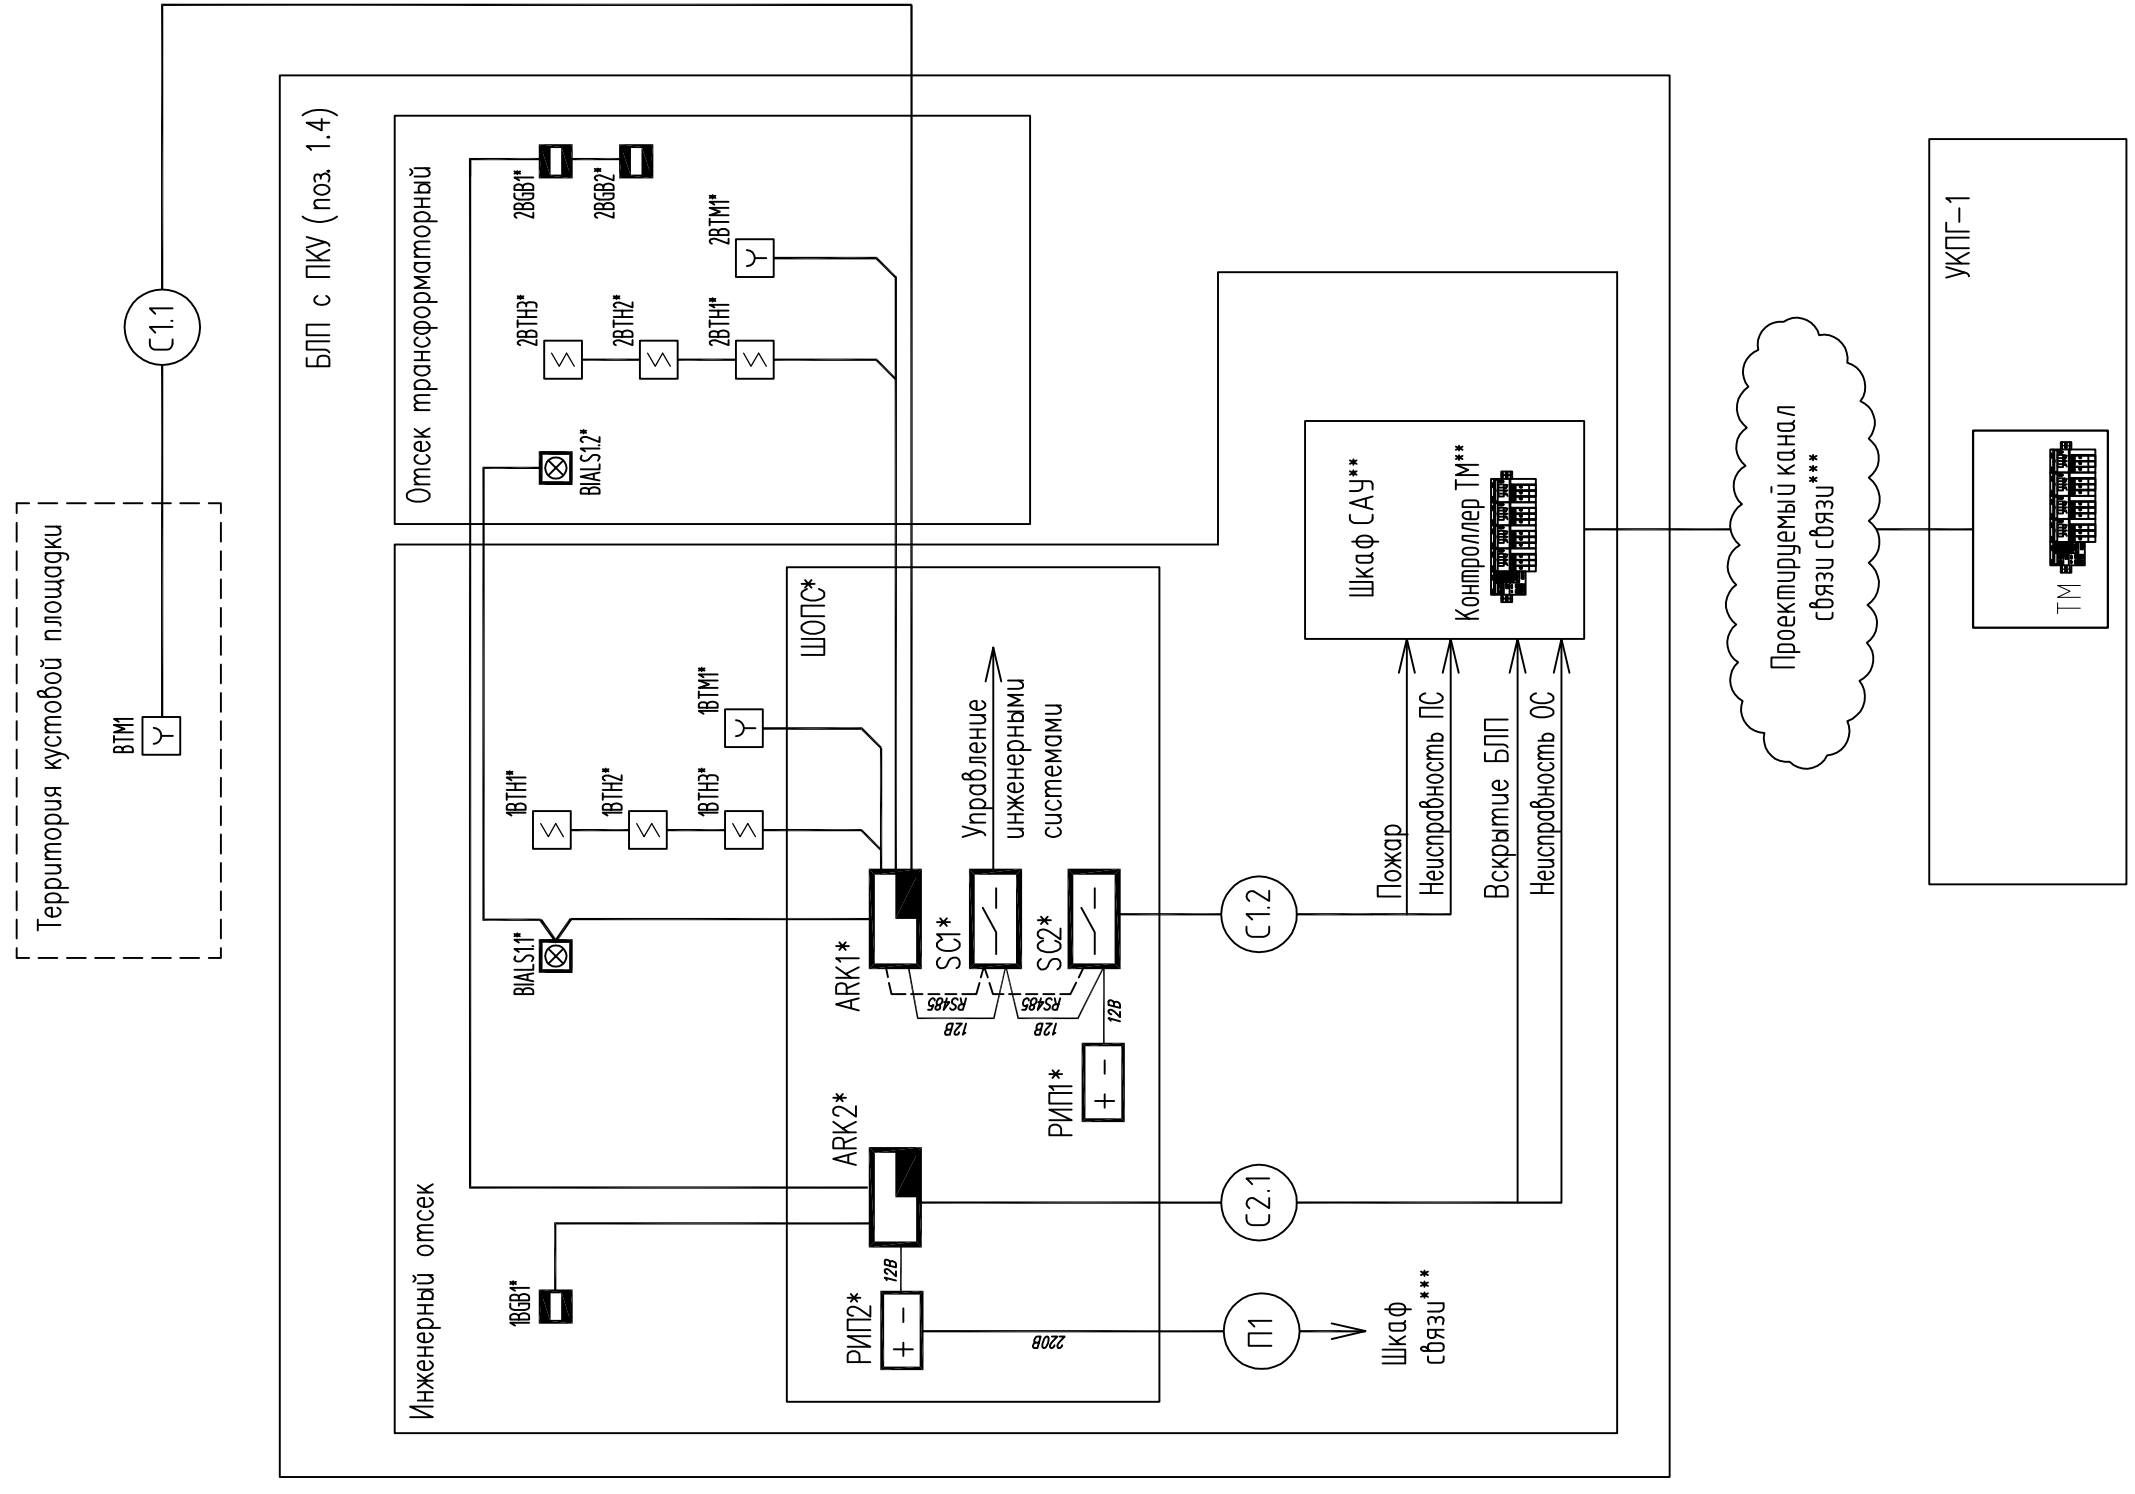 Территория кустовой площадки
BTM1
С1.1
БЛП с ПКУ (поз. 1.4)
Отсек трансформаторный
2BGB1*
2BGB2*
2BTM1*
2BTH3*
2BTH2*
2BTH1*
BIALS1.2*
Инженерный отсек
1BGB1*
BIALS1.1*
1BTH1*
1BTH2*
1BTH3*
1BTM1*
ШОПС*
ARK1*
SC1*
SC2*
RS485
12В
RS485
12В
12В
РИП1*
+ −
ARK2*
РИП2*
+ −
12В
220В
Управление
инженерными
системами
С1.2
С2.1
П1
Шкаф
связи***
Пожар
Неисправность ПС
Вскрытие БЛП
Неисправность ОС
Шкаф САУ**
Контроллер ТМ**
Проектируемый канал
связи связи***
УКПГ-1
ТМ